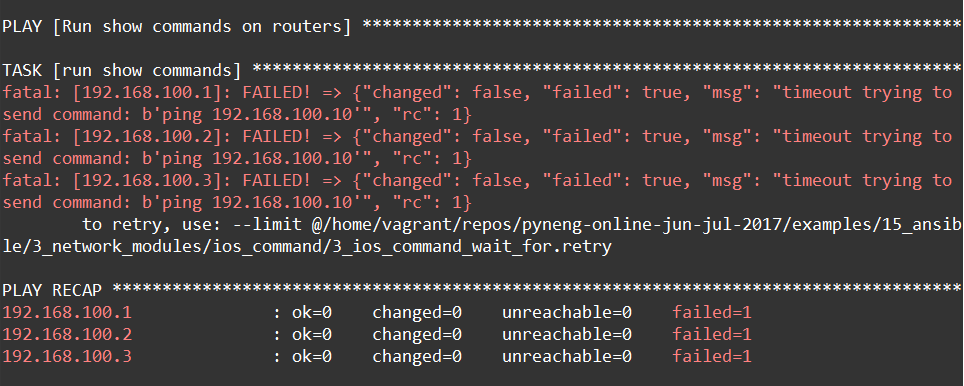 PLAY [Run show commands on routers] ************************************************************
TASK [run show commands] ***********************************************************************
fatal: [192.168.100.1]: FAILED! => {"changed": false, "failed": true, "msg": "timeout trying to
send command: b'ping 192.168.100.10'", "rc": 1}
fatal: [192.168.100.2]: FAILED! => {"changed": false, "failed": true, "msg": "timeout trying to
send command: b'ping 192.168.100.10'", "rc": 1}
fatal: [192.168.100.3]: FAILED! => {"changed": false, "failed": true, "msg": "timeout trying to
send command: b'ping 192.168.100.10'", "rc": 1}
        to retry, use: --limit @/home/vagrant/repos/pyneng-online-jun-jul-2017/examples/15_ansib
le/3_network_modules/ios_command/3_ios_command_wait_for.retry
PLAY RECAP *************************************************************************************
192.168.100.1              : ok=0    changed=0    unreachable=0    failed=1
192.168.100.2              : ok=0    changed=0    unreachable=0    failed=1
192.168.100.3              : ok=0    changed=0    unreachable=0    failed=1